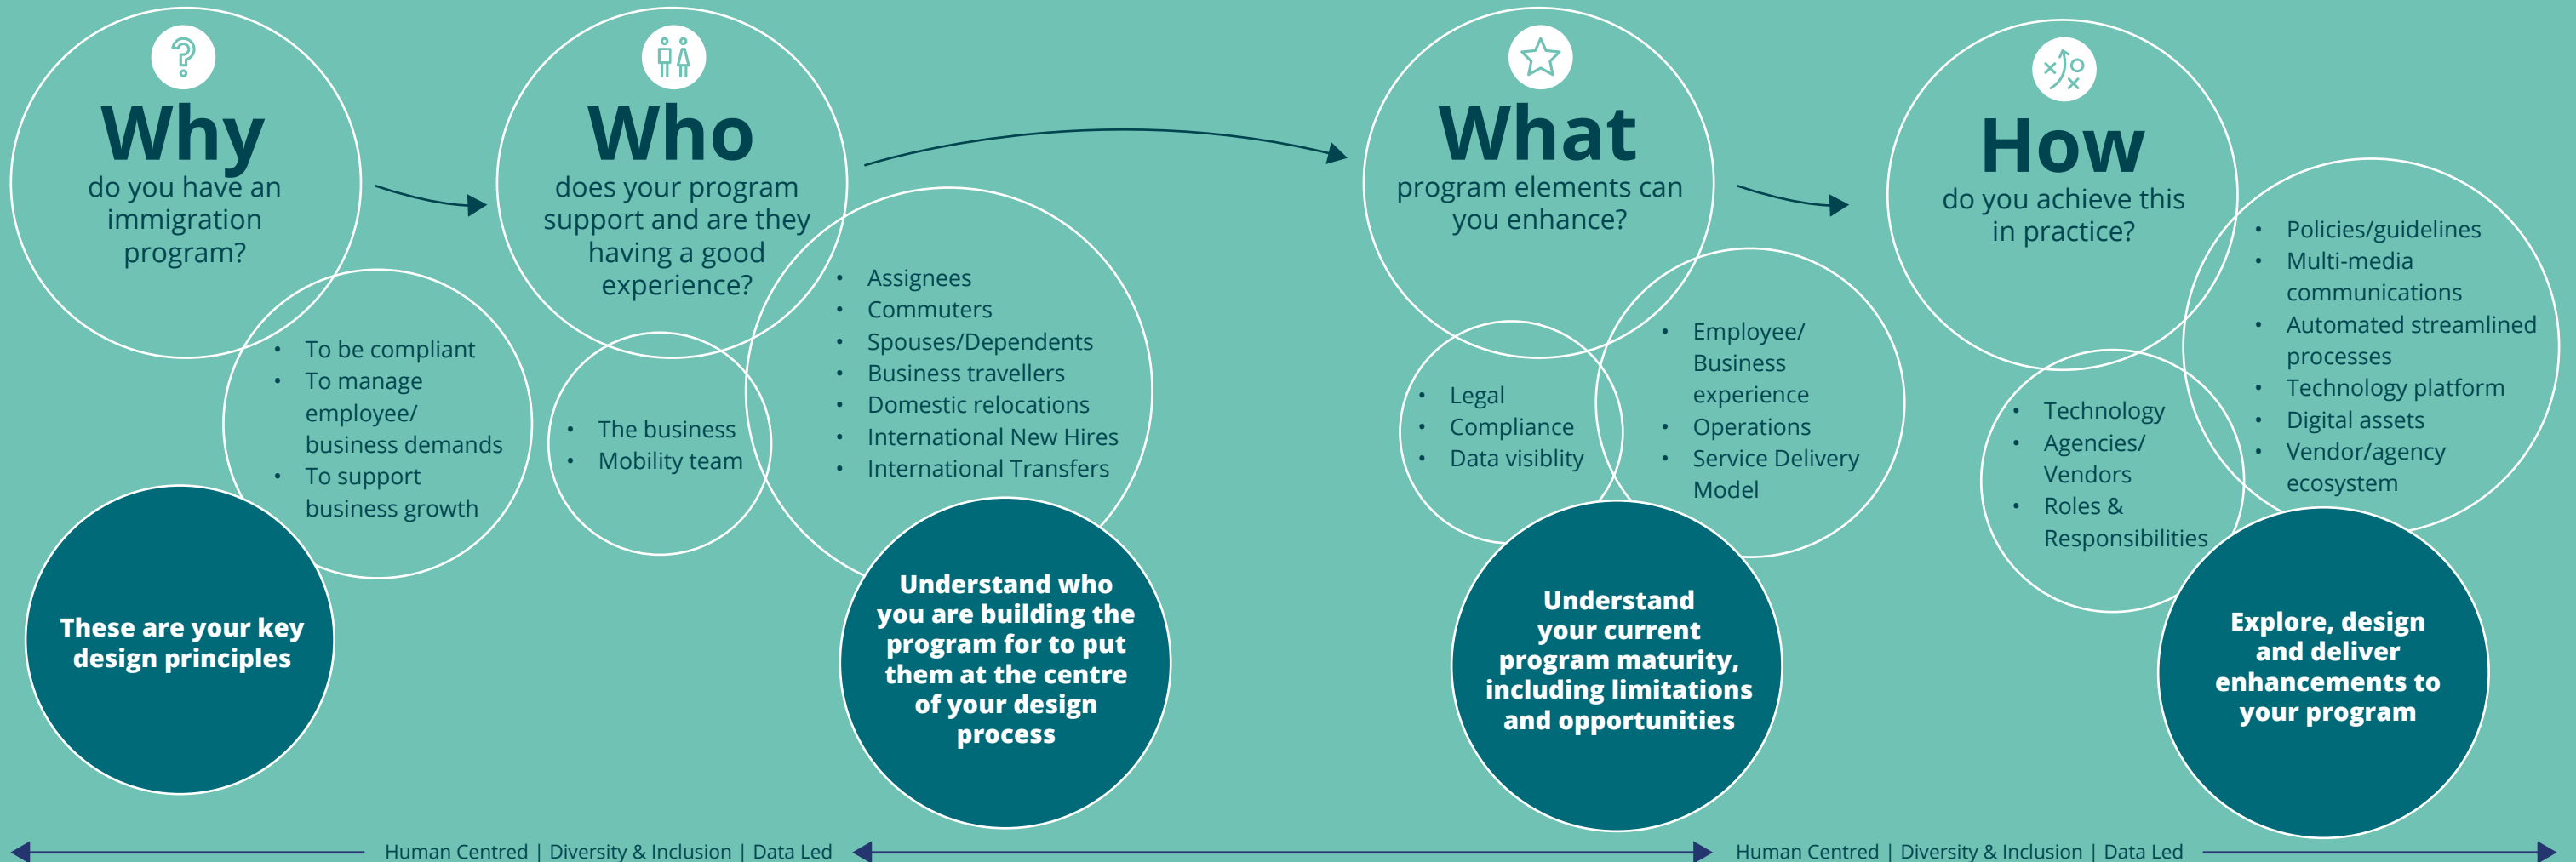 Why
do you have an
immigration
program?
• To be compliant
• To manage
employee/
business demands
• To support
business growth
These are your key
design principles
Who
does your program
support and are they
having a good
experience?
• The business
• Mobility team
• Assignees
• Commuters
• Spouses/Dependents
• Business travellers
• Domestic relocations
• International New Hires
• International Transfers
Understand who
you are building the
program for to put
them at the centre
of your design
process
What
program elements can
you enhance?
• Legal
• Compliance
• Data visiblity
• Employee/
Business
experience
• Operations
• Service Delivery
Model
Understand
your current
program maturity,
including limitations
and opportunities
How
do you achieve this
in practice?
• Technology
• Agencies/
Vendors
• Roles &
Responsibilities
• Policies/guidelines
• Multi-media
communications
• Automated streamlined
processes
• Technology platform
• Digital assets
• Vendor/agency
ecosystem
Explore, design
and deliver
enhancements to
your program
Human Centred | Diversity & Inclusion | Data Led
Human Centred | Diversity & Inclusion | Data Led